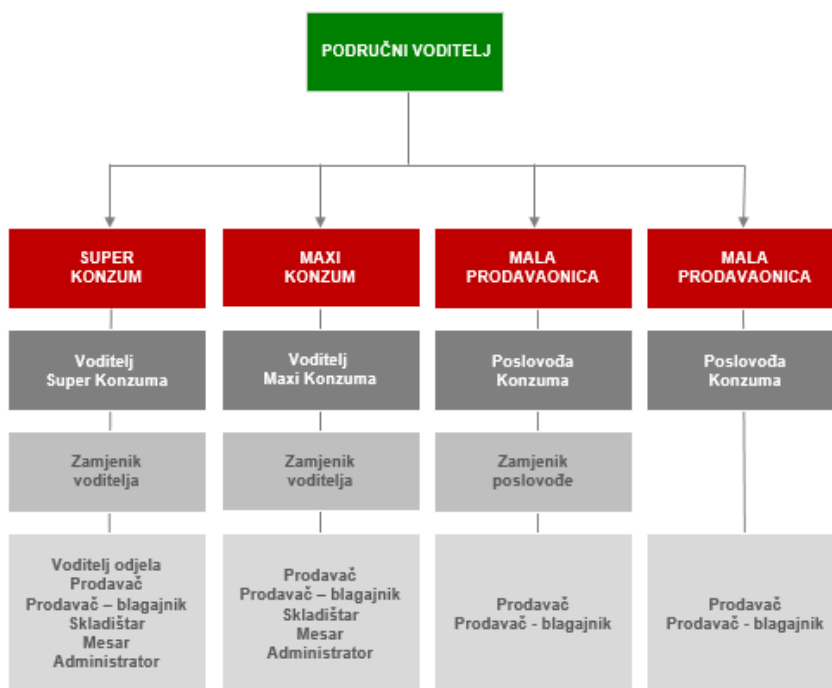 PODRUČNI VODITELJ
SUPER
KONZUM
MAXI
KONZUM
MALA
PRODAVAONICA
MALA
PRODAVAONICA
Voditelj
Super Konzuma
Voditelj
Maxi Konzuma
Poslovođa
Konzuma
Poslovođa
Konzuma
Zamjenik
voditelja
Zamjenik
voditelja
Zamjenik
poslovođe
Voditelj odjela
Prodavač
Prodavač – blagajnik
Skladištar
Mesar
Administrator
Prodavač
Prodavač – blagajnik
Skladištar
Mesar
Administrator
Prodavač
Prodavač - blagajnik
Prodavač
Prodavač - blagajnik